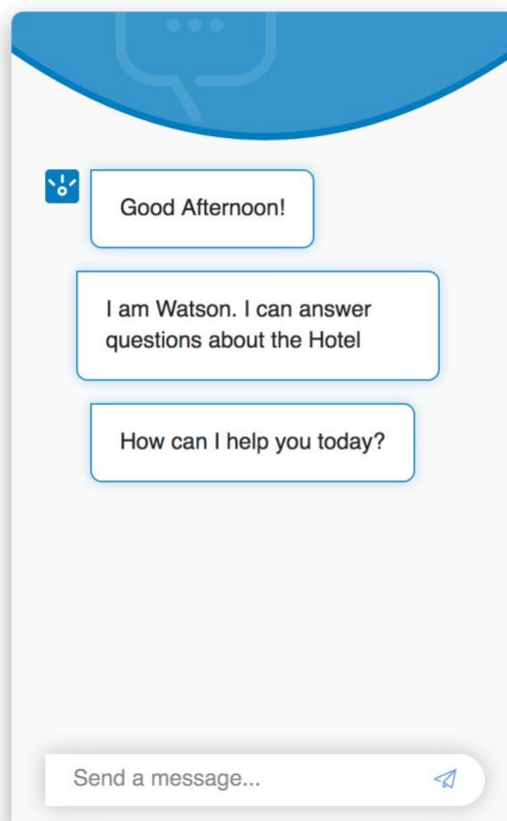 Good Afternoon!
I am Watson. I can answer
questions about the Hotel
How can I help you today?
Send a message...